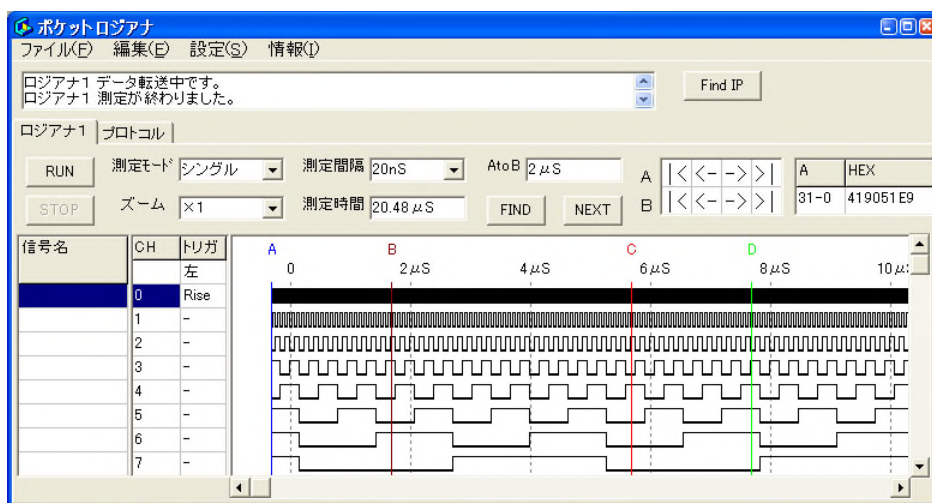 ポケットロジアナ
ファイル(F) 編集(E) 設定(S) 情報(I)
ロジアナ1 データ転送中です。
ロジアナ1 測定が終わりました。
Find IP
ロジアナ1 プロトコル
RUN 測定モード シングル 測定間隔 20nS AtoB 2μS A |< <- -> >| A HEX
STOP ズーム ×1 測定時間 20.48μS FIND NEXT B |< <- -> >| 31-0 419051E9
信号名 CH トリガ A B C D
左 0 2μS 4μS 6μS 8μS 10μ
0 Rise
1 -
2 -
3 -
4 -
5 -
6 -
7 -